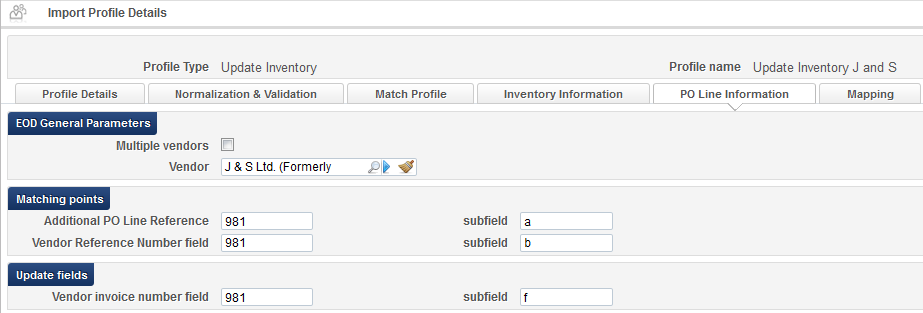 Import Profile Details
Profile Type Update Inventory Profile name Update Inventory J and S
Profile Details Normalization & Validation Match Profile Inventory Information PO Line Information Mapping
EOD General Parameters
Multiple vendors
Vendor J & S Ltd. (Formerly
Matching points
Additional PO Line Reference 981 subfield a
Vendor Reference Number field 981 subfield b
Update fields
Vendor invoice number field 981 subfield f